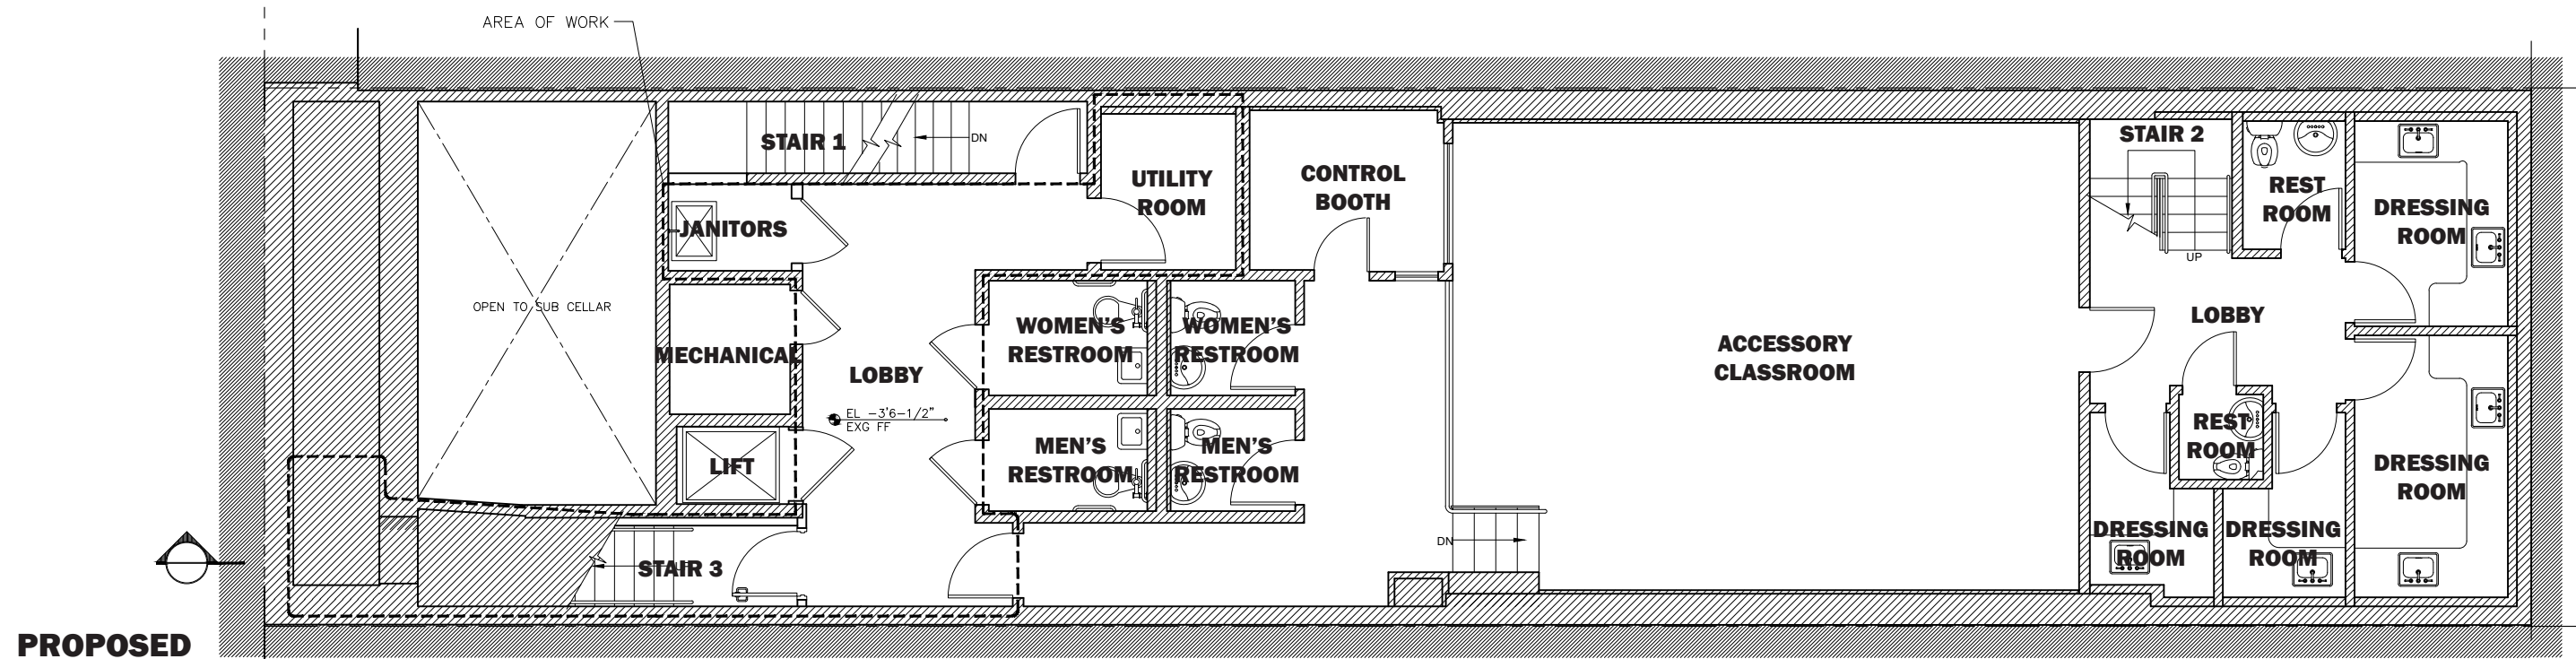 AREA OF WORK
STAIR 1
DN
UTILITY
ROOM
CONTROL
BOOTH
STAIR 2
UP
REST
ROOM
DRESSING
ROOM
JANITORS
OPEN TO SUB CELLAR
MECHANICAL
LOBBY
EL -3'6-1/2"
EXG FF
WOMEN'S
RESTROOM
WOMEN'S
RESTROOM
ACCESSORY
CLASSROOM
LOBBY
LIFT
MEN'S
RESTROOM
MEN'S
RESTROOM
REST
ROOM
DRESSING
ROOM
STAIR 3
DN
DRESSING
ROOM
DRESSING
ROOM
PROPOSED